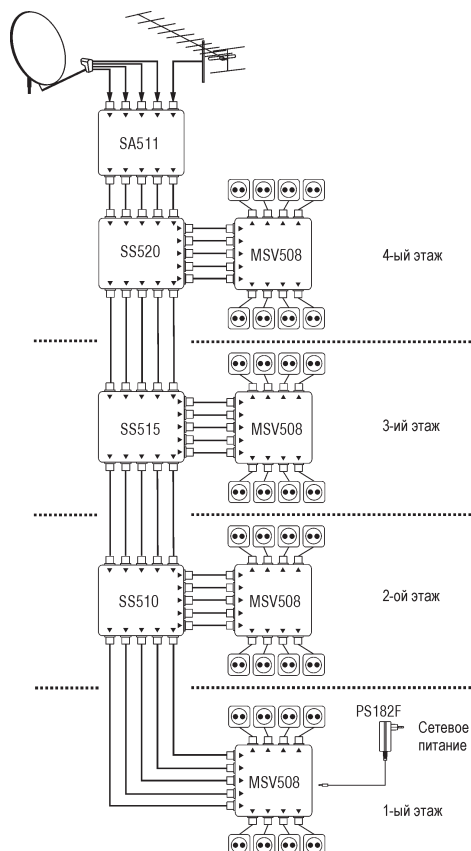 SA511
SS520
MSV508
4-ый этаж
SS515
MSV508
3-ий этаж
SS510
MSV508
2-ой этаж
PS182F
Сетевое
питание
MSV508
1-ый этаж